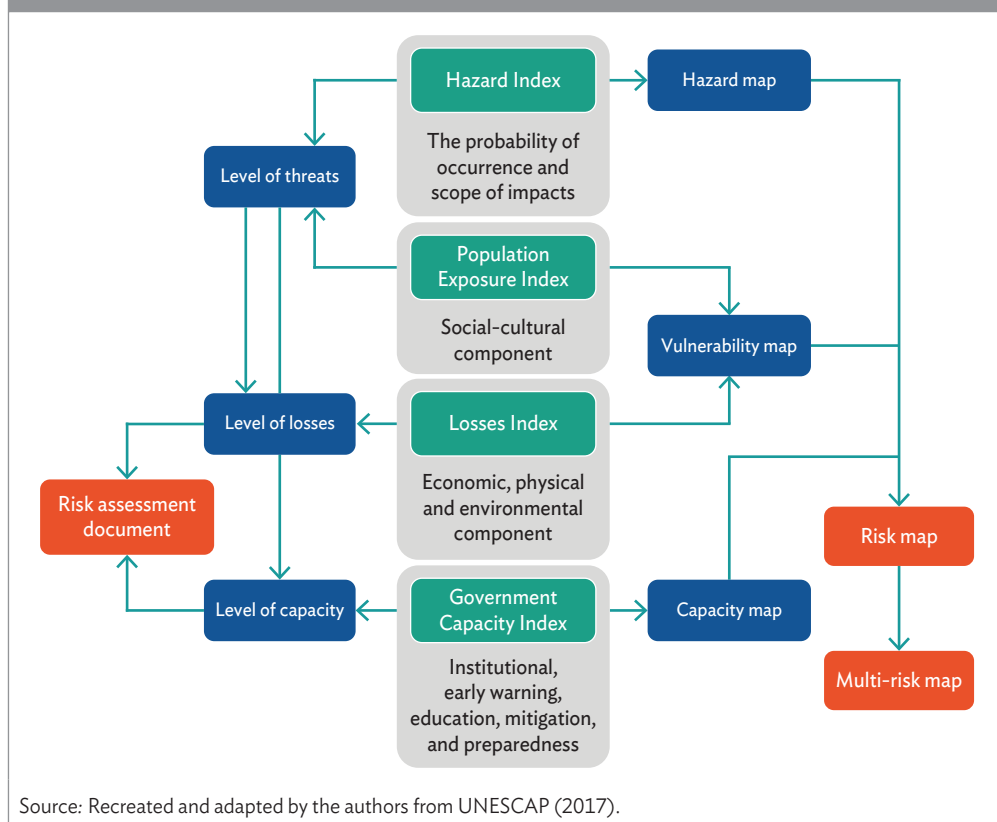 Hazard Index
Hazard map
The probability of
occurrence and
scope of impacts
Level of threats
Population
Exposure Index
Social-cultural
component
Vulnerability map
Level of losses
Losses Index
Economic, physical
and environmental
component
Risk assessment
document
Risk map
Level of capacity
Government
Capacity Index
Capacity map
Institutional,
early warning,
education, mitigation,
and preparedness
Multi-risk map
Source: Recreated and adapted by the authors from UNESCAP (2017).